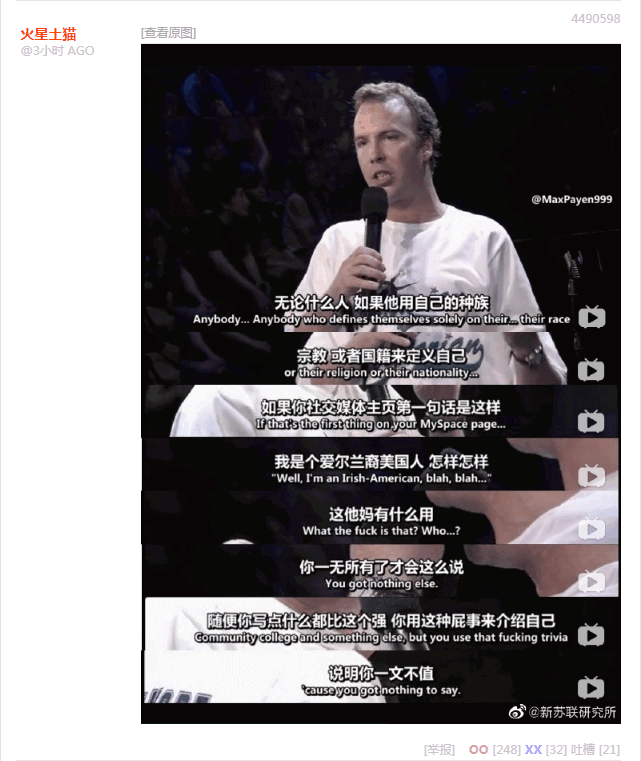 4490598
火星土猫
[查看原图]
@3小时 AGO
@MaxPayen999
无论什么人 如果他用自己的种族
Anybody... Anybody who defines themselves solely on their... their race
宗教 或者国籍来定义自己
or their religion or their nationality...
如果你社交媒体主页第一句话是这样
If that's the first thing on your MySpace page...
我是个爱尔兰裔美国人 怎样怎样
"Well, I'm an Irish-American, blah, blah..."
这他妈有什么用
What the fuck is that? Who...?
你一无所有了才会这么说
You got nothing else.
随便你写点什么都比这个强 你用这种屁事来介绍自己
Community college and something else, but you use that fucking trivia
说明你一文不值
'cause you got nothing to say.
@新苏联研究所
[举报] OO [248] XX [32] 吐槽 [21]